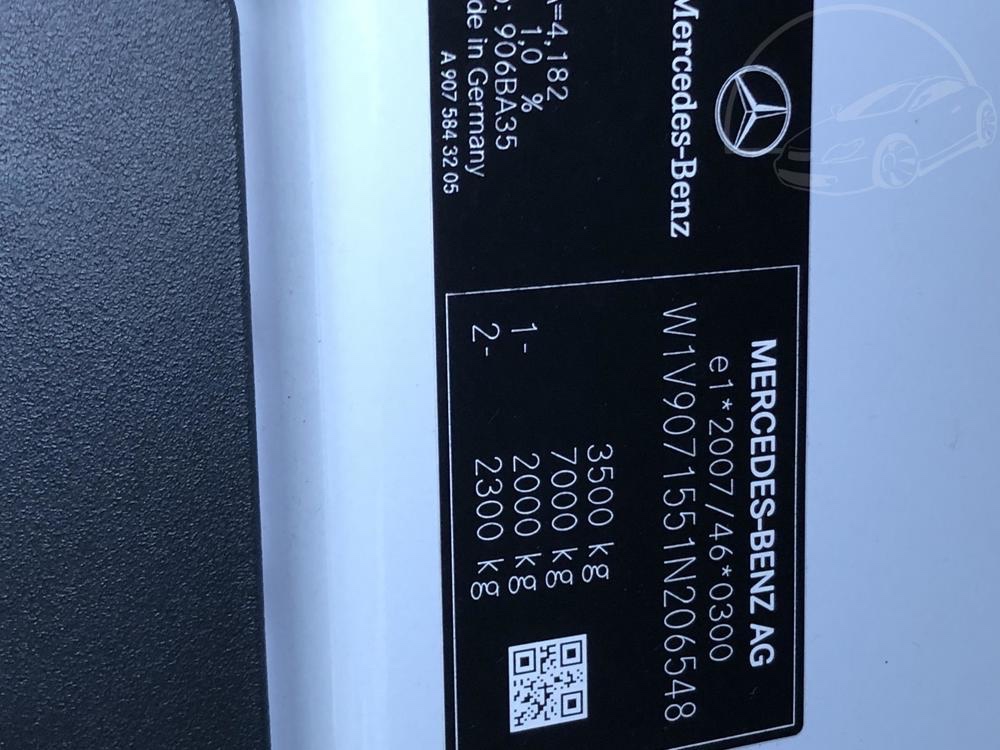 Mercedes-Benz
=4,182
1,0 %
: 906BA35
de in Germany
A 907 584 32 05
MERCEDES-BENZ AG
e1*2007/46*0300
W1V9071551N206548
3500 kg
7000 kg
1- 2000 kg
2- 2300 kg